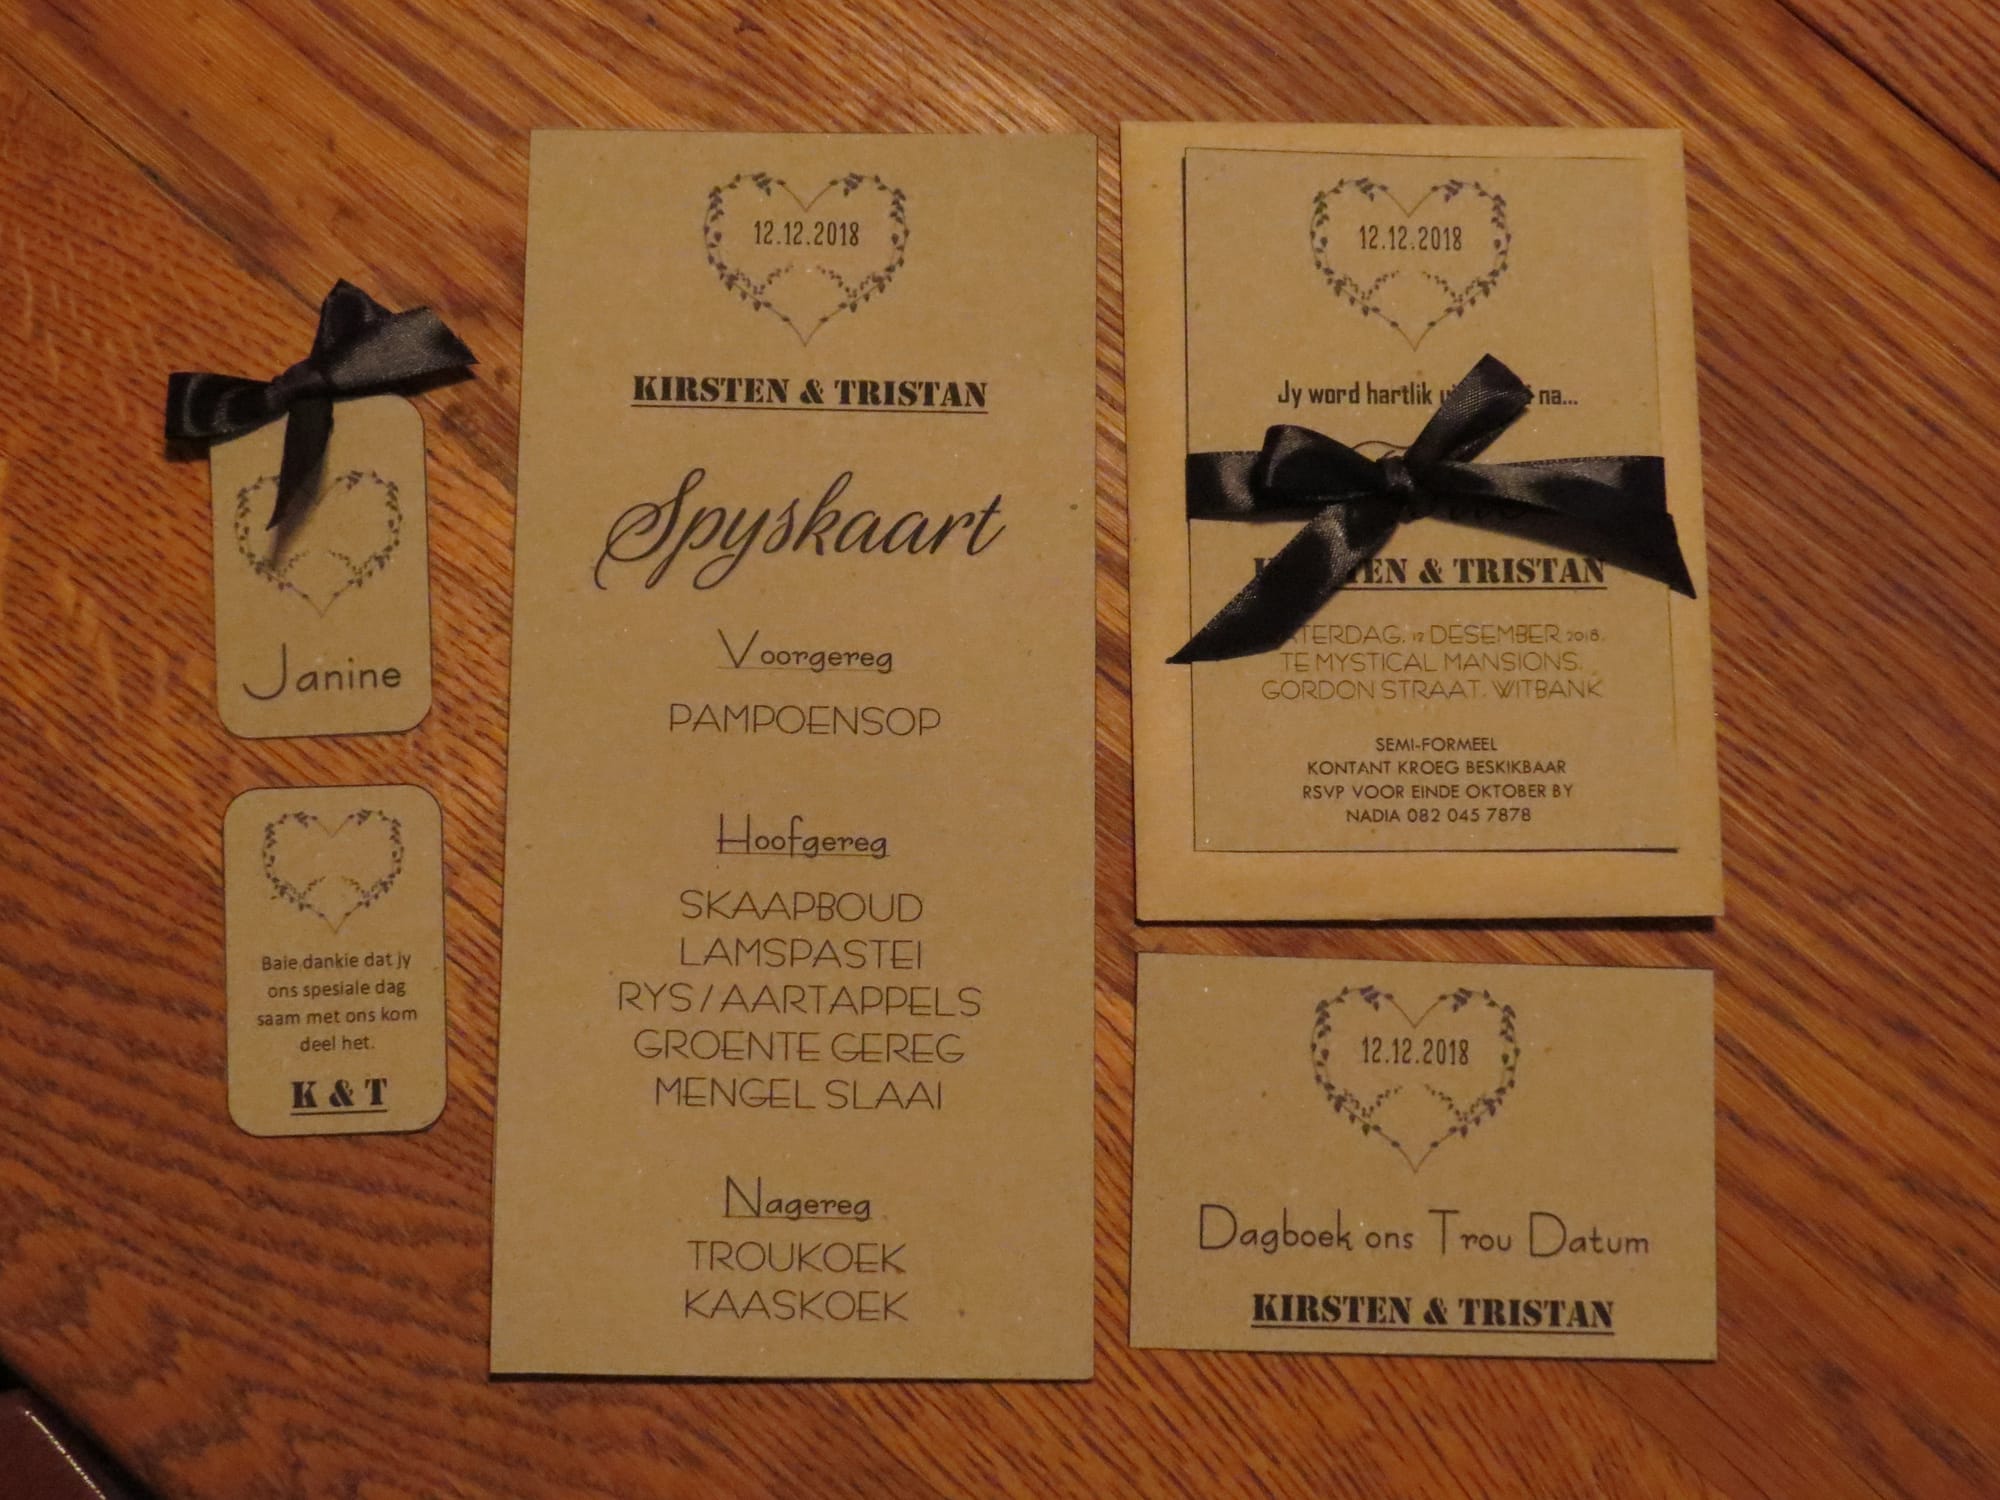 Janine
Baie dankie dat jy
ons spesiale dag
saam met ons kom
deel het.
K & T
12.12.2018
KIRSTEN & TRISTAN
Spyskaart
Voorgereg
PAMPOENSOP
Hoofgereg
SKAAPBOUD
LAMSPASTEI
RYS/AARTAPPELS
GROENTE GEREG
MENGEL SLAAI
Nagereg
TROUKOEK
KAASKOEK
12.12.2018
Jy word hartlik na...
& TRISTAN
DESEMBER 2018.
TE MYSTICAL MANSIONS.
GORDON STRAAT. WITBANK
SEMI-FORMEEL
KONTANT KROEG BESKIKBAAR
RSVP VOOR EINDE OKTOBER BY
NADIA 082 045 7878
12.12.2018
Dagboek ons Trou Datum
KIRSTEN & TRISTAN